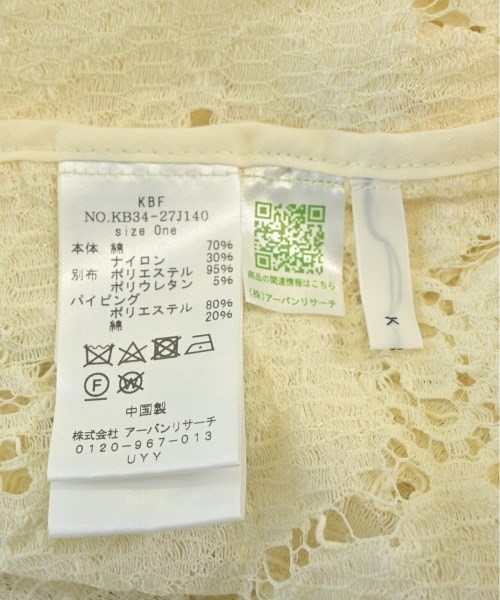 KBF
NO.KB34-27J140
size One
本体 綿 70%
ナイロン 30%
別布 ポリエステル 95%
ポリウレタン 5%
パイピング
ポリエステル 80%
綿 20%
F
W
中国製
株式会社 アーバンリサーチ
0120-967-013
UYY
商品の関連情報はこちら
(株)アーバンリサーチ
K